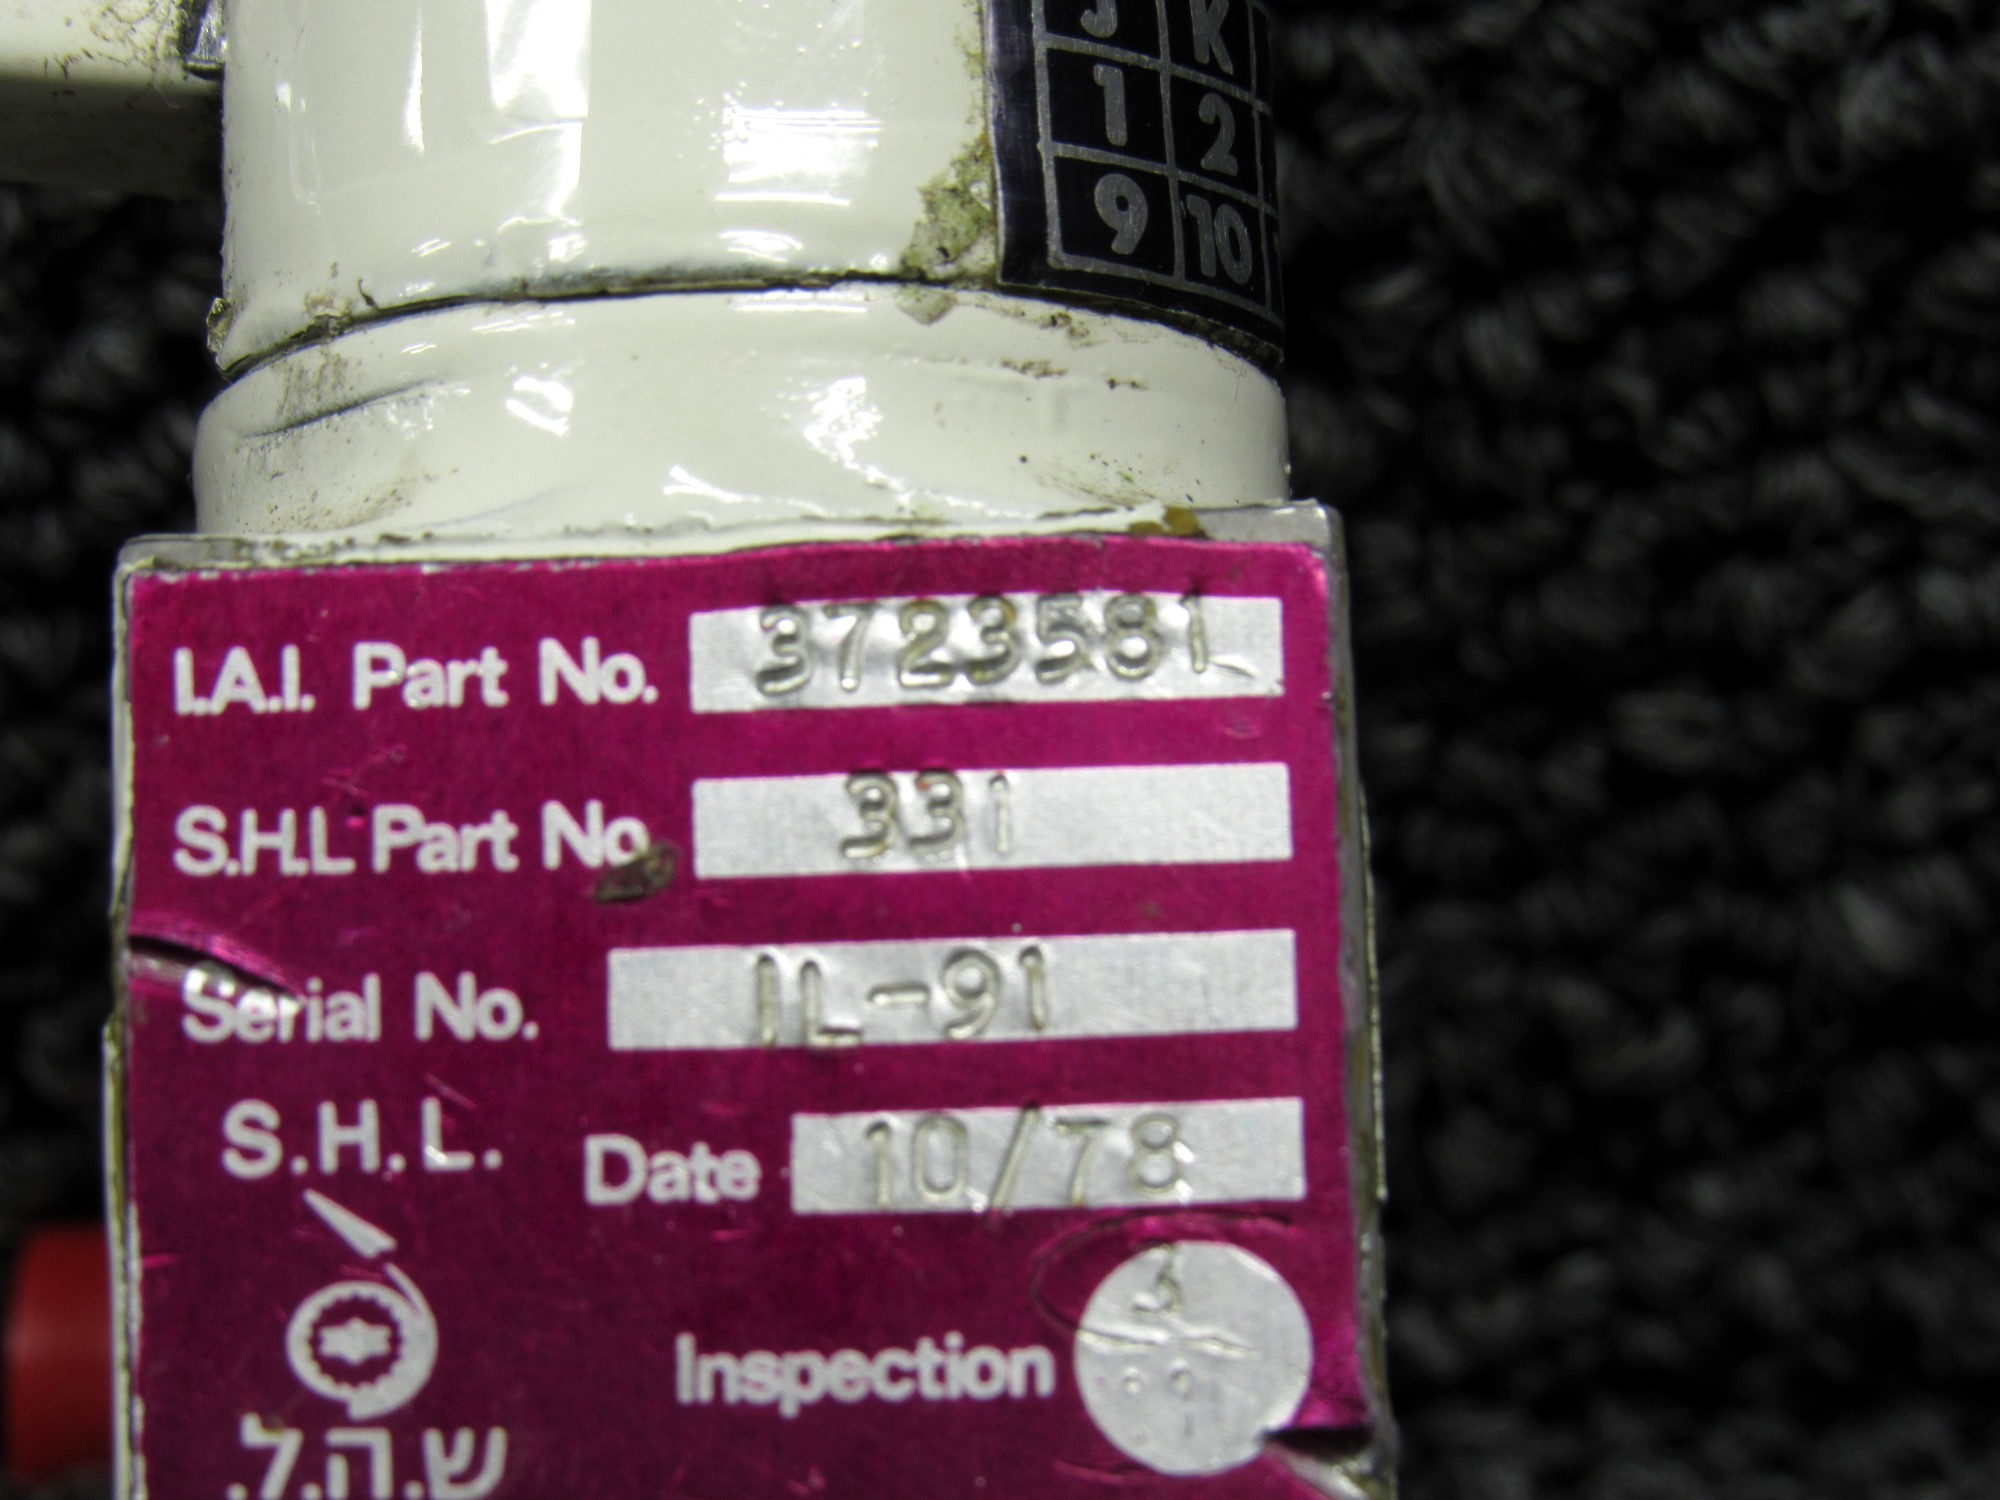 J K
1 2
9 10
I.A.I. Part No. 3723581
S.H.L Part No. 331
Serial No. IL-91
S.H.L.
Date 10/78
Inspection
ש.ה.ל.